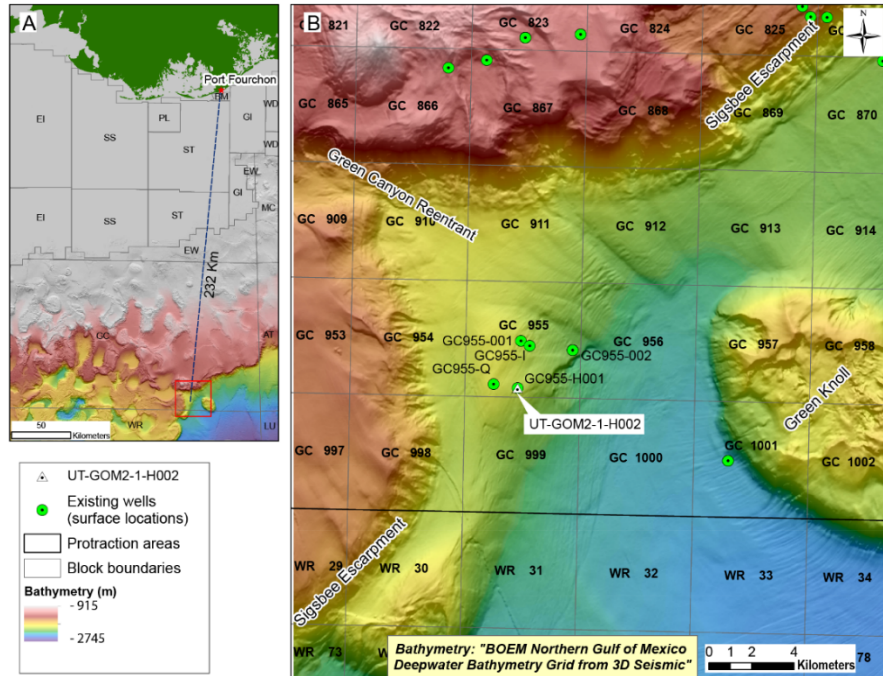 A
Port Fourchon
BM
EI
SS
PL
ST
GI
WD
WD
EW
GI
MC
EI
SS
ST
EW
232 Km
GC
AT
WR
LU
50
Kilometers
UT-GOM2-1-H002
Existing wells
(surface locations)
Protraction areas
Block boundaries
Bathymetry (m)
- 915
- 2745
B
821 GC 822 GC 823 GC 824 GC 825 GC
N
GC 865 GC 866 GC 867 GC 868 GC 869 GC 870
Sigsbee Escarpment
Green Canyon Reentrant
GC 909 GC 910 GC 911 GC 912 GC 913 GC 914
GC 953 GC 954 GC 955 GC 956 GC 957 GC 958
GC955-001
GC955-I
GC955-002
GC955-Q
GC955-H001
UT-GOM2-1-H002
Green Knoll
GC 997 GC 998 GC 999 GC 1000 GC 1001 GC 1002
Sigsbee Escarpment
WR 29 WR 30 WR 31 WR 32 WR 33 WR 34
WR 73 WR 78
Bathymetry: "BOEM Northern Gulf of Mexico
Deepwater Bathymetry Grid from 3D Seismic"
0 1 2 4
Kilometers